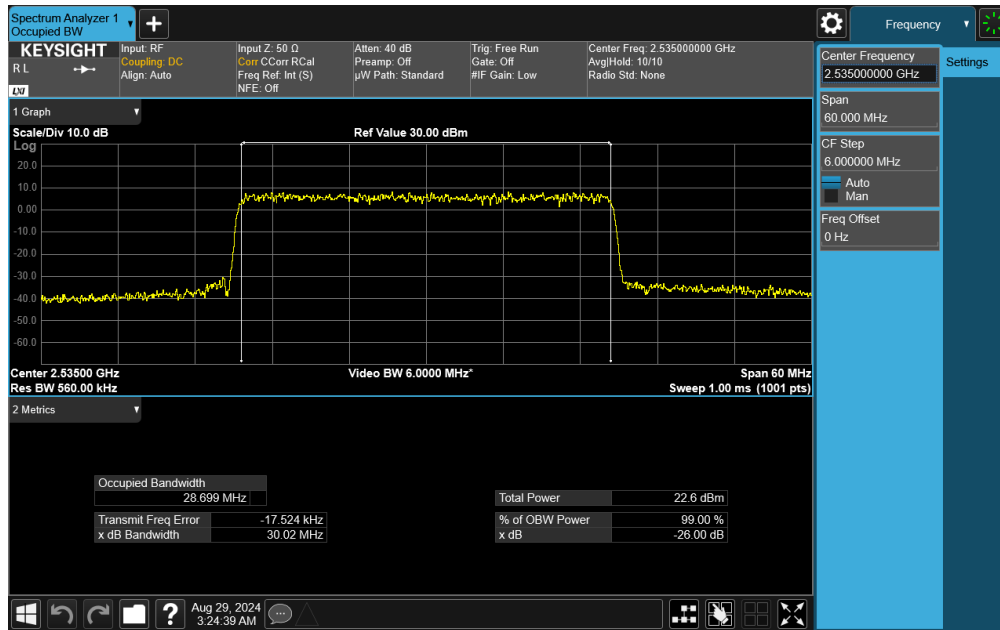 Spectrum Analyzer 1
Occupied BW
Frequency
KEYSIGHT
R L
LXI
Input: RF
Coupling: DC
Align: Auto
Input Z: 50 Ω
Corr CCorr RCal
Freq Ref: Int (S)
NFE: Off
Atten: 40 dB
Preamp: Off
µW Path: Standard
Trig: Free Run
Gate: Off
#IF Gain: Low
Center Freq: 2.535000000 GHz
Avg|Hold: 10/10
Radio Std: None
Center Frequency
2.535000000 GHz
Settings
Span
60.000 MHz
CF Step
6.000000 MHz
Auto
Man
Freq Offset
0 Hz
1 Graph
Scale/Div 10.0 dB
Ref Value 30.00 dBm
Log
20.0
10.0
0.00
-10.0
-20.0
-30.0
-40.0
-50.0
-60.0
Center 2.53500 GHz
Video BW 6.0000 MHz*
Span 60 MHz
Res BW 560.00 kHz
Sweep 1.00 ms (1001 pts)
2 Metrics
Occupied Bandwidth
28.699 MHz
Total Power 22.6 dBm
Transmit Freq Error -17.524 kHz
% of OBW Power 99.00 %
x dB Bandwidth 30.02 MHz
x dB -26.00 dB
?
Aug 29, 2024
3:24:39 AM